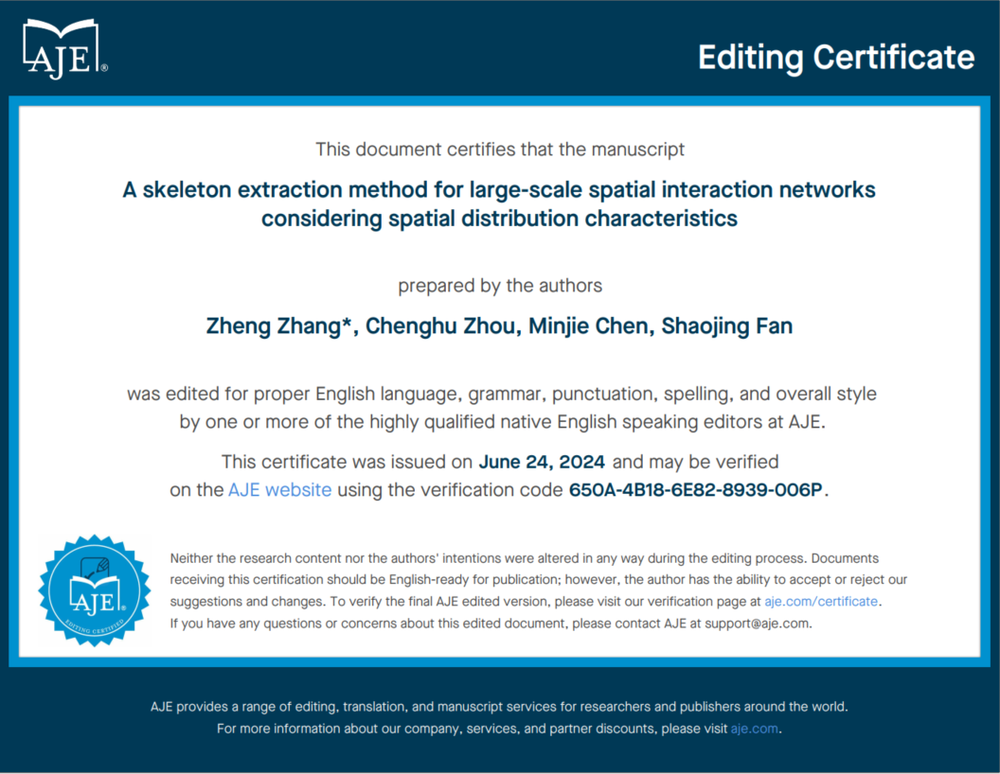 AJE®
Editing Certificate
This document certifies that the manuscript
A skeleton extraction method for large-scale spatial interaction networks
considering spatial distribution characteristics
prepared by the authors
Zheng Zhang*, Chenghu Zhou, Minjie Chen, Shaojing Fan
was edited for proper English language, grammar, punctuation, spelling, and overall style
by one or more of the highly qualified native English speaking editors at AJE.
This certificate was issued on June 24, 2024 and may be verified
on the AJE website using the verification code 650A-4B18-6E82-8939-006P.
Neither the research content nor the authors' intentions were altered in any way during the editing process. Documents
receiving this certification should be English-ready for publication; however, the author has the ability to accept or reject our
suggestions and changes. To verify the final AJE edited version, please visit our verification page at aje.com/certificate.
If you have any questions or concerns about this edited document, please contact AJE at support@aje.com.
AJE®
EDITING CERTIFIED
AJE provides a range of editing, translation, and manuscript services for researchers and publishers around the world.
For more information about our company, services, and partner discounts, please visit aje.com.